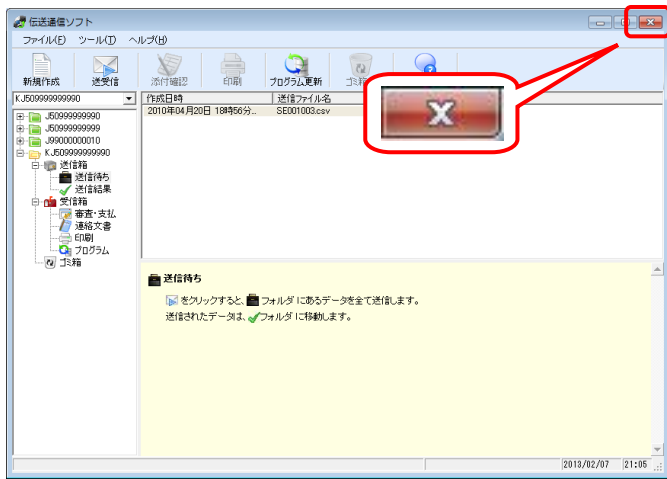 伝送通信ソフト
ファイル(F) ツール(T) ヘルプ(H)
新規作成 送受信 添付確認 印刷 プログラム更新
KJ509999999990
作成日時 送信ファイル名
2010年04月20日 18時56分... SE001003.csv
J50999999990
J50999999999
J99000000010
KJ509999999990
送信箱
送信待ち
送信結果
受信箱
審査・支払
連絡文書
印刷
プログラム
ゴミ箱
送信待ち
をクリックすると、フォルダにあるデータを全て送信します。
送信されたデータは、フォルダに移動します。
2013/02/07 21:05